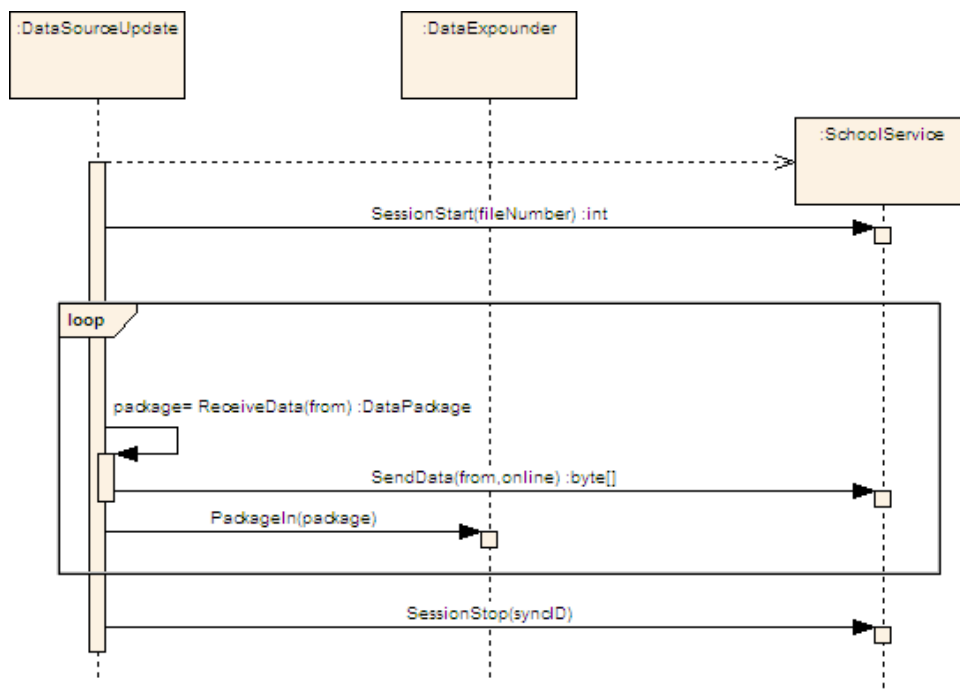 :DataSourceUpdate
:DataExpounder
:SchoolService
SessionStart(fileNumber) :int
loop
package= ReceiveData(from) :DataPackage
SendData(from,online) :byte[]
PackageIn(package)
SessionStop(syncID)